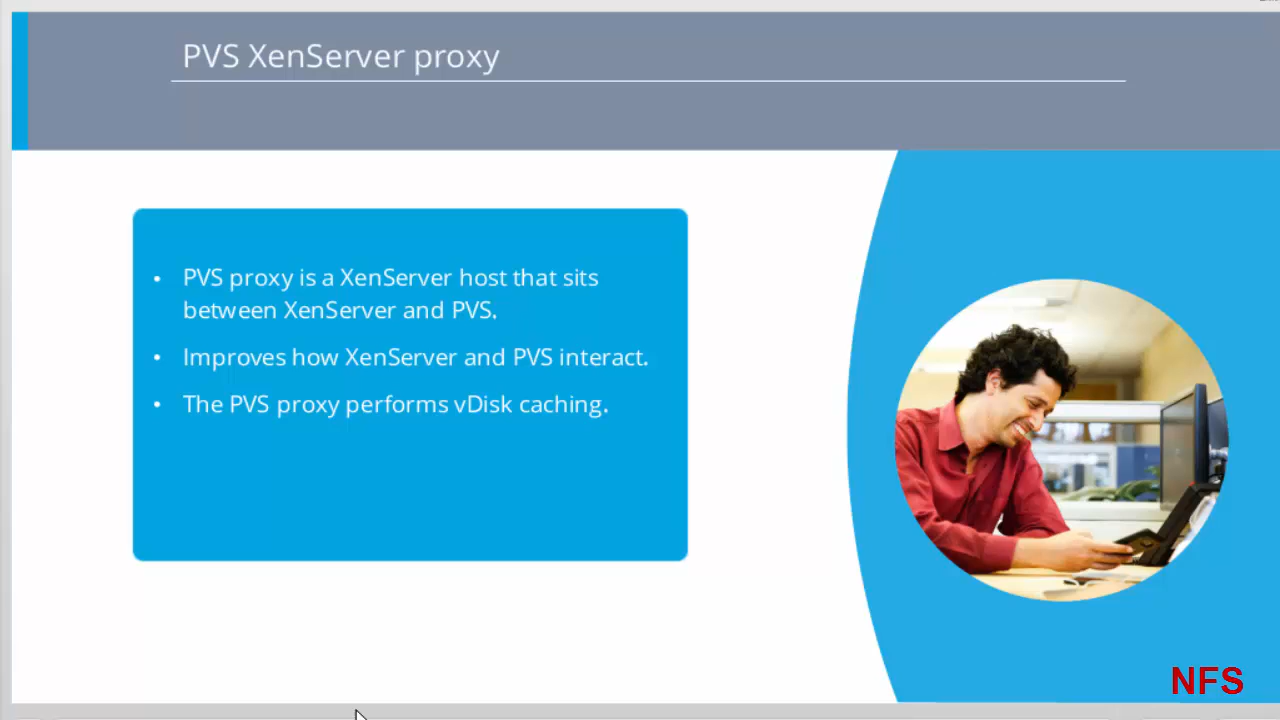 PVS XenServer proxy
• PVS proxy is a XenServer host that sits
between XenServer and PVS.
• Improves how XenServer and PVS interact.
• The PVS proxy performs vDisk caching.
NFS